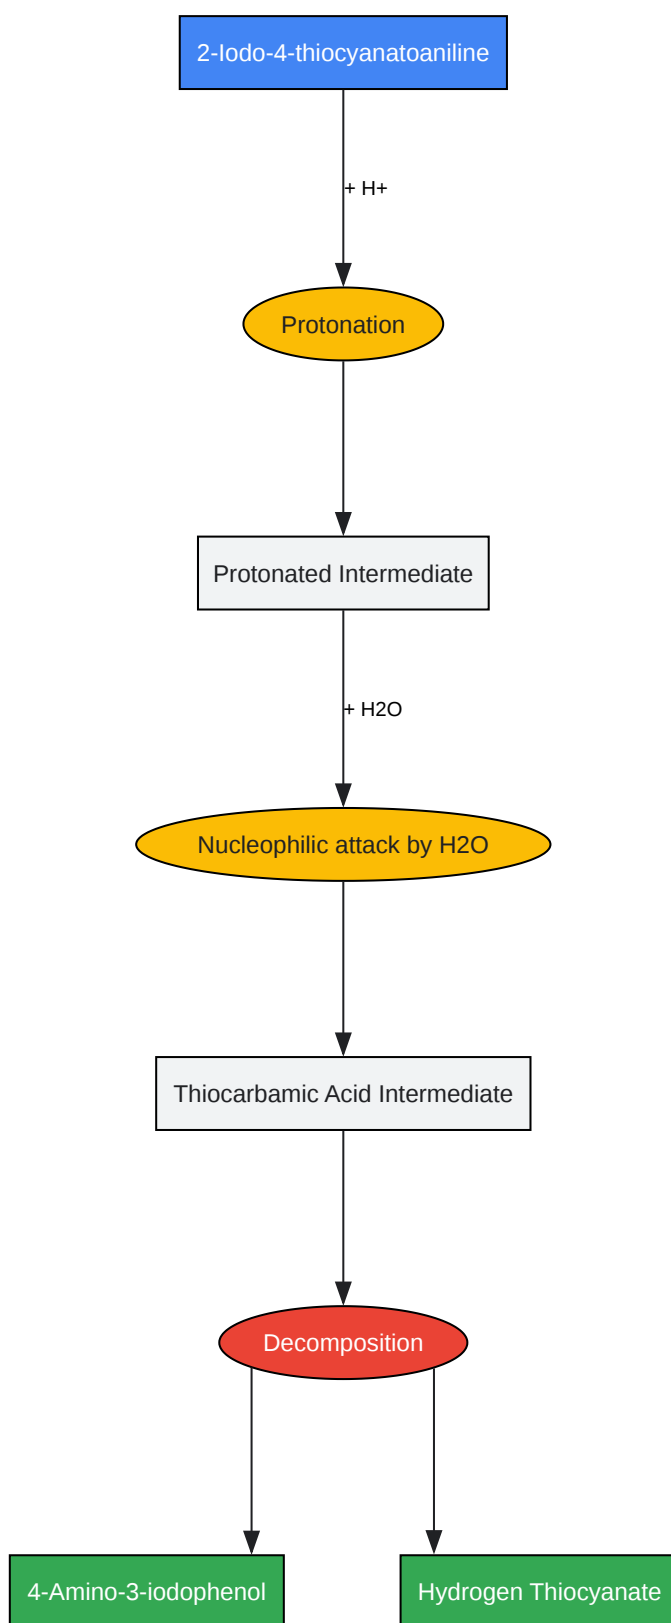 2-Iodo-4-thiocyanatoaniline
+ H+
Protonation
Protonated Intermediate
+ H2O
Nucleophilic attack by H2O
Thiocarbamic Acid Intermediate
Decomposition
4-Amino-3-iodophenol
Hydrogen Thiocyanate